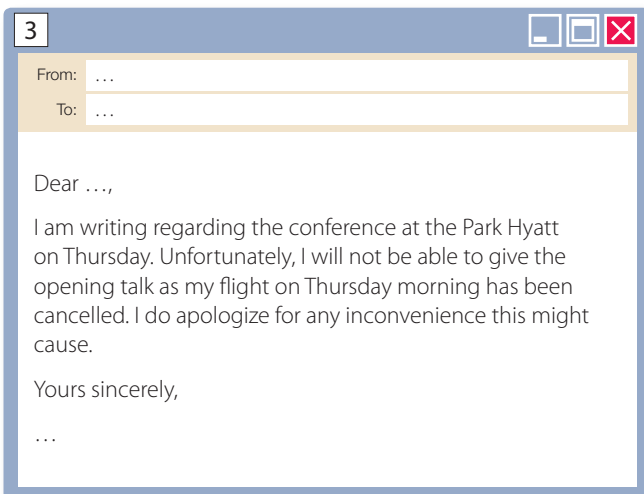 3
From: …
To: …
Dear …,
I am writing regarding the conference at the Park Hyatt
on Thursday. Unfortunately, I will not be able to give the
opening talk as my flight on Thursday morning has been
cancelled. I do apologize for any inconvenience this might
cause.
Yours sincerely,
…